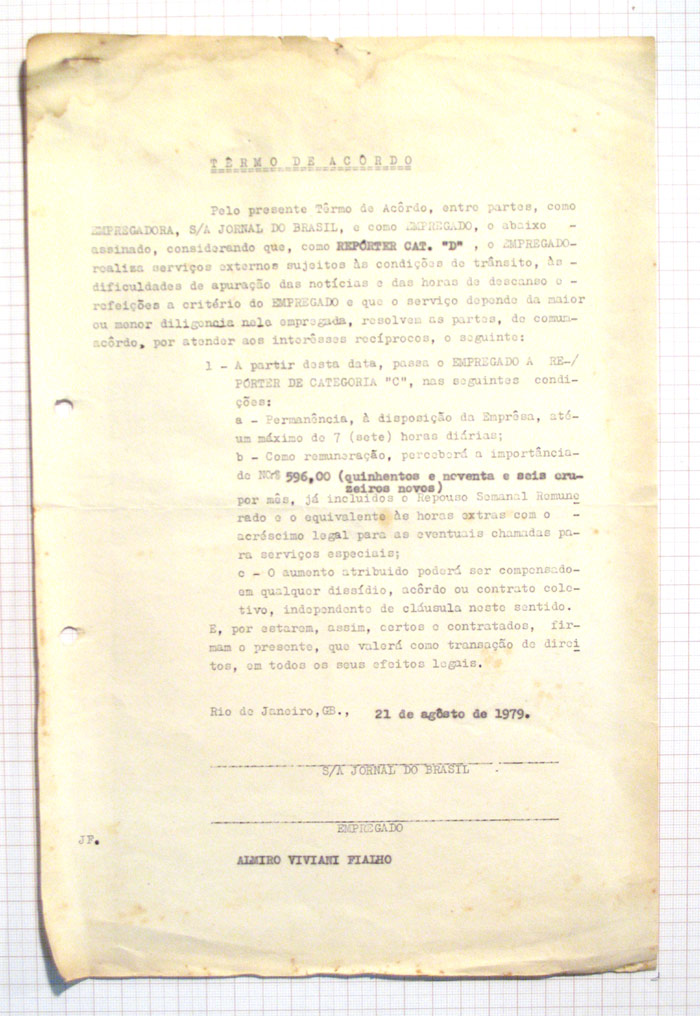 TÊRMO DE ACÔRDO
Pelo presente Têrmo de Acôrdo, entre partes, como
EMPREGADORA, S/A JORNAL DO BRASIL, e como EMPREGADO, o abaixo -
assinado, considerando que, como REPÓRTER CAT. "D" , o EMPREGADO-
realiza serviços externos sujeitos às condições de trânsito, às -
dificuldades de apuração das notícias e das horas de descanso e -
refeições a critério do EMPREGADO e que o serviço depende da maior
ou menor diligencia nele empregada, resolvem as partes, de comum-
acôrdo, por atender aos interêsses recíprocos, o seguinte:
1 - A partir desta data, passa o EMPREGADO A RE-/
PÓRTER DE CATEGORIA "C", nas seguintes condi-
ções:
a - Permanência, à disposição da Emprêsa, até-
um máximo de 7 (sete) horas diárias;
b - Como remuneração, perceberá a importância-
de NCr$ 596,00 (quinhentos e noventa e seis cru-
zeiros novos)
por mês, já incluidos o Repouso Semanal Remune
rado e o equivalente às horas extras com o -
acréscimo legal para as eventuais chamadas pa-
ra serviços especiais;
c - O aumento atribuido poderá ser compensado-
em qualquer dissídio, acôrdo ou contrato cole-
tivo, independente de cláusula neste sentido.
E, por estarem, assim, certos e contratados, fir-
mam o presente, que valerá como transação de direi
tos, em todos os seus efeitos legais.
Rio de Janeiro,GB., 21 de agôsto de 1979.
S/A JORNAL DO BRASIL
EMPREGADO
JF.
ALMIRO VIVIANI FIALHO